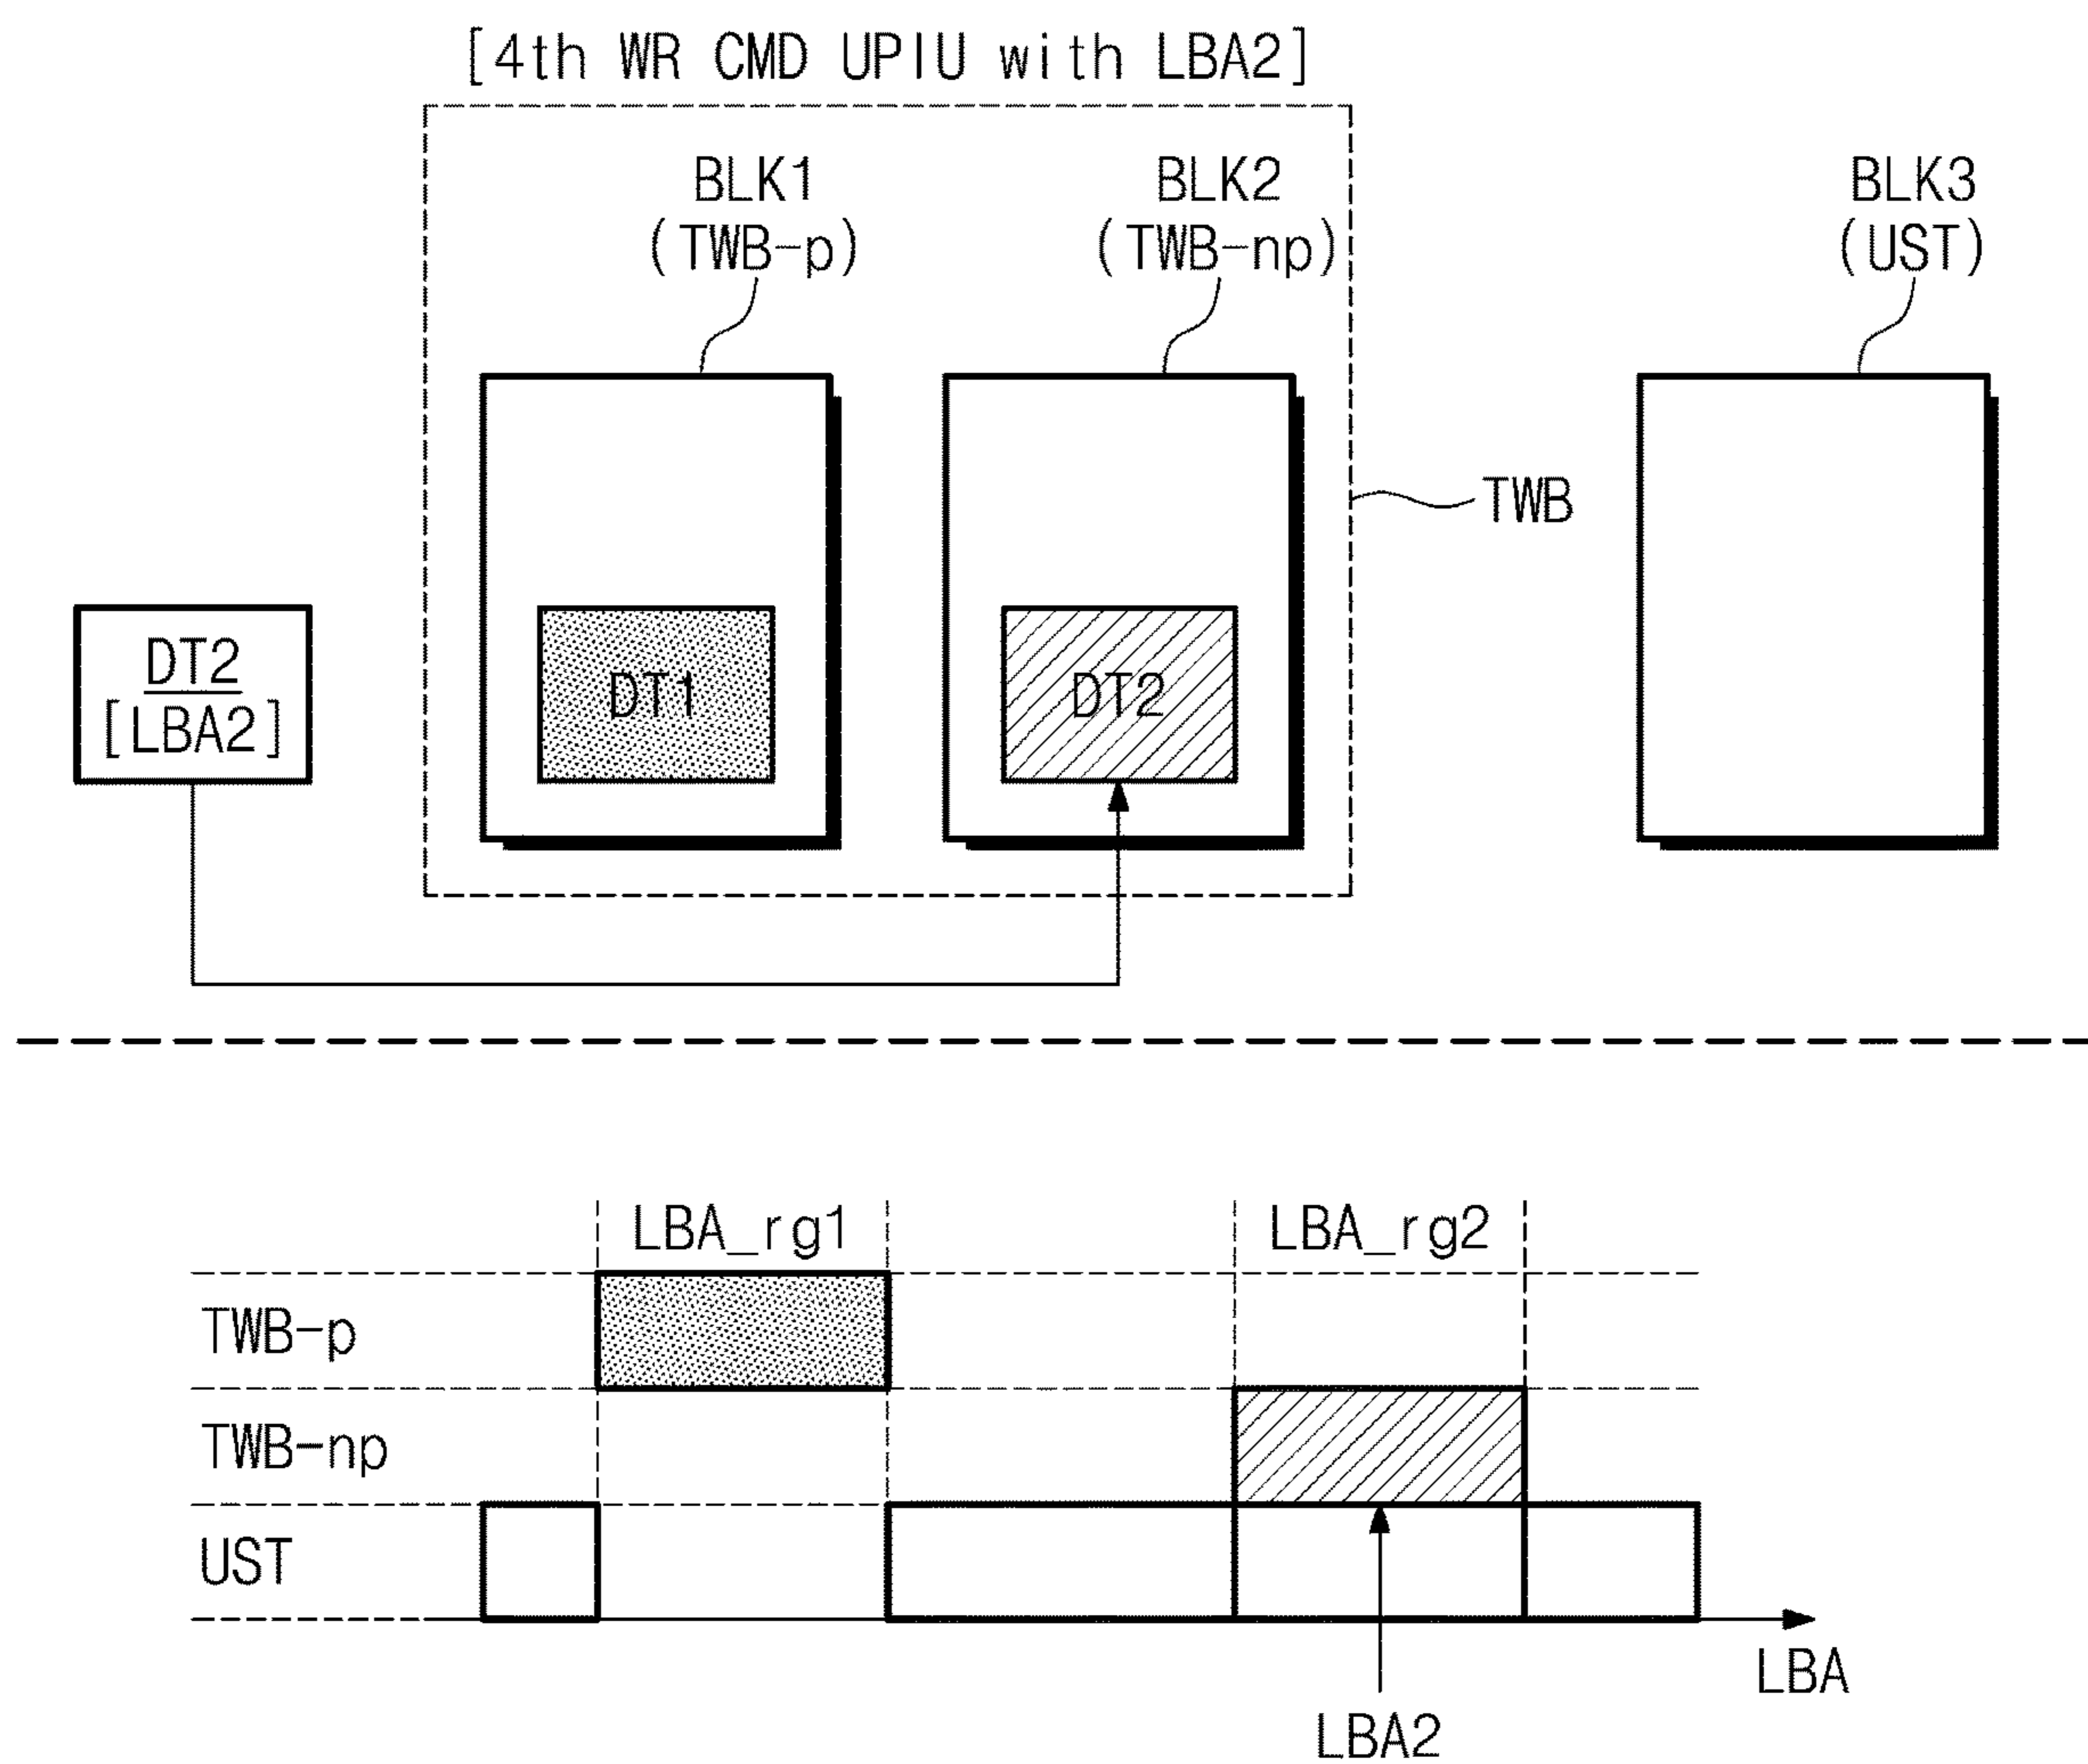 [4th WR CMD UPIU with LBA2]
BLK1
(TWB-p)
BLK2
(TWB-np)
BLK3
(UST)
TWB
DT2
[LBA2]
DT1
DT2
LBA_rg1
LBA_rg2
TWB-p
TWB-np
UST
LBA
LBA2